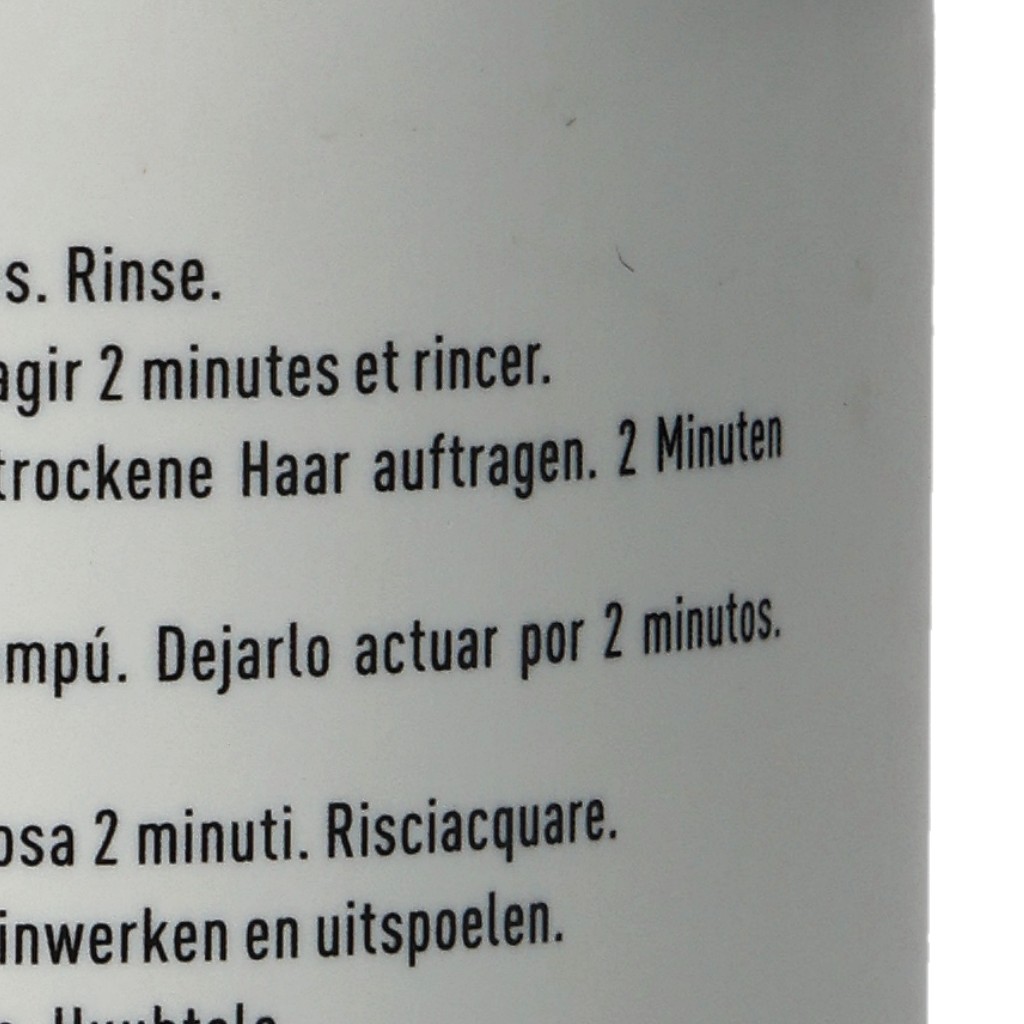 s. Rinse.
agir 2 minutes et rincer.
trockene Haar auftragen. 2 Minuten
mpú. Dejarlo actuar por 2 minutos.
osa 2 minuti. Risciacquare.
inwerken en uitspoelen.